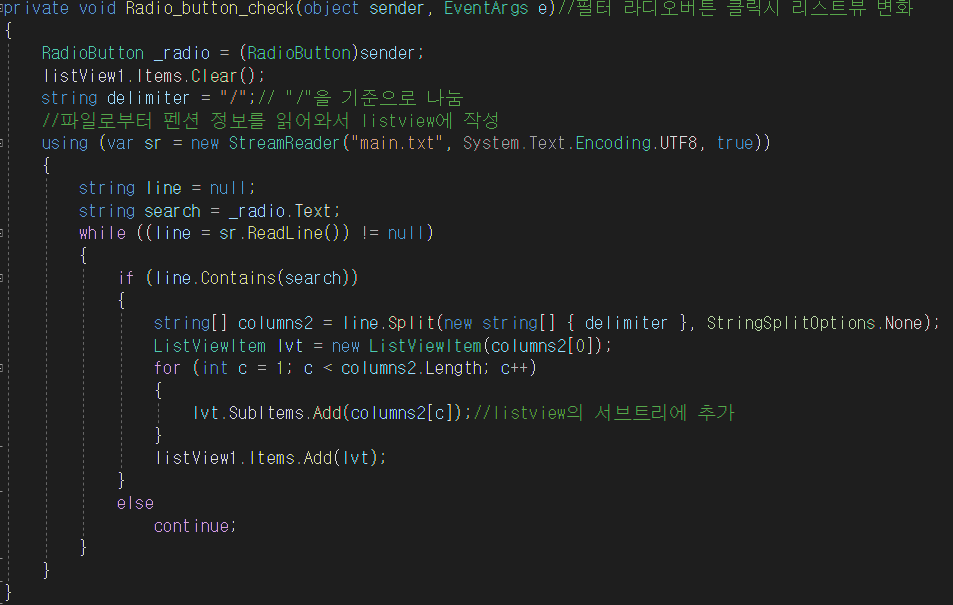 private void Radio_button_check(object sender, EventArgs e)//필터 라디오버튼 클릭시 리스트뷰 변화
{
RadioButton _radio = (RadioButton)sender;
listView1.Items.Clear();
string delimiter = "/";// "/"을 기준으로 나눔
//파일로부터 펜션 정보를 읽어와서 listview에 작성
using (var sr = new StreamReader("main.txt", System.Text.Encoding.UTF8, true))
{
string line = null;
string search = _radio.Text;
while ((line = sr.ReadLine()) != null)
{
if (line.Contains(search))
{
string[] columns2 = line.Split(new string[] { delimiter }, StringSplitOptions.None);
ListViewItem lvt = new ListViewItem(columns2[0]);
for (int c = 1; c < columns2.Length; c++)
{
lvt.SubItems.Add(columns2[c]);//listview의 서브트리에 추가
}
listView1.Items.Add(lvt);
}
else
continue;
}
}
}